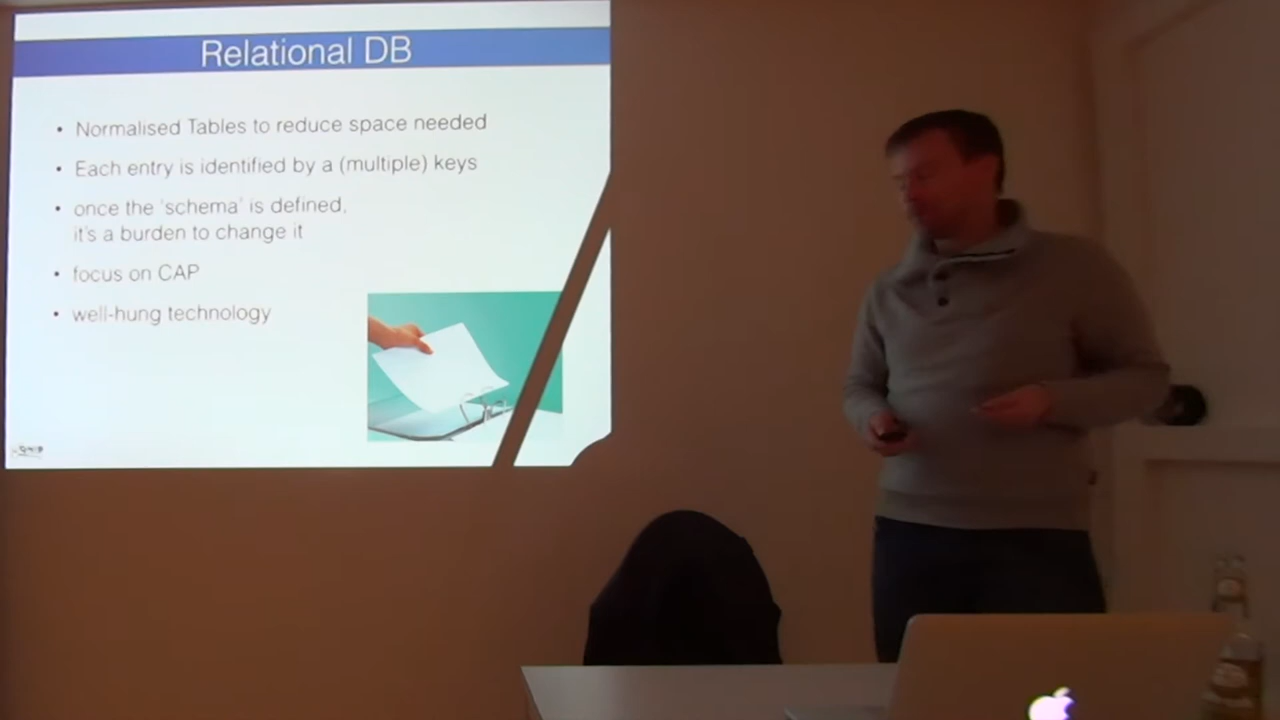 Relational DB
• Normalised Tables to reduce space needed
• Each entry is identified by a (multiple) keys
• once the 'schema' is defined,
it's a burden to change it
• focus on CAP
• well-hung technology